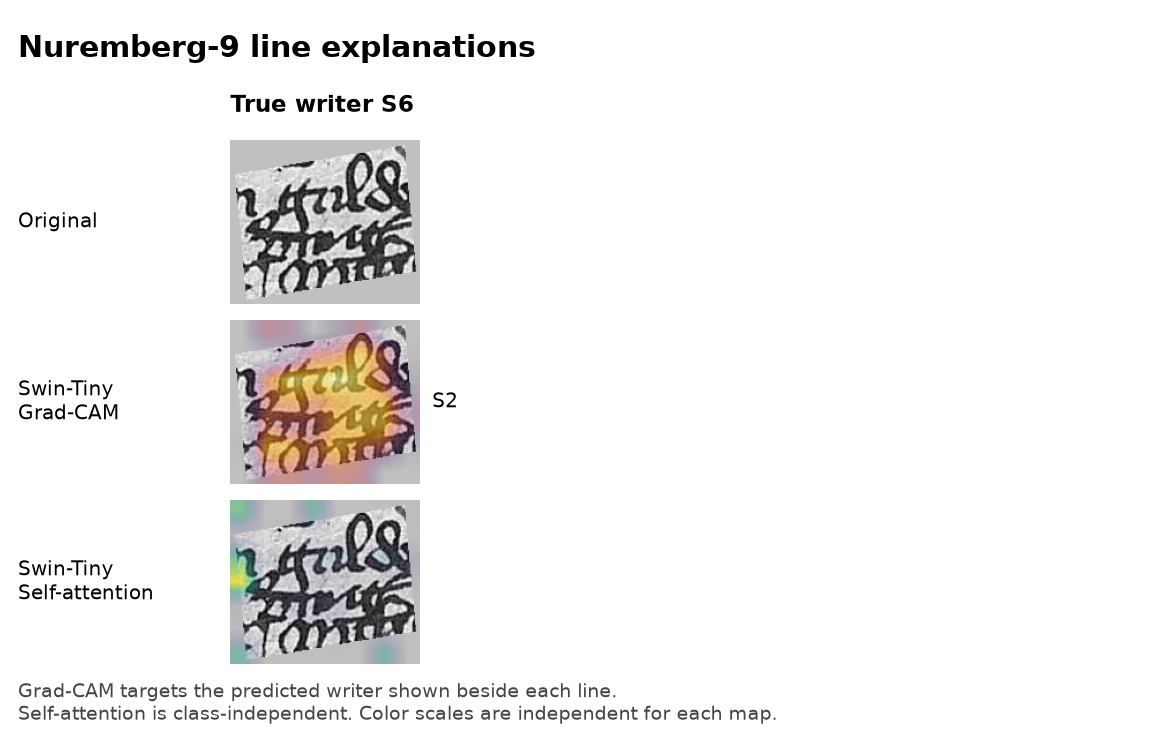 Nuremberg-9 line explanations
True writer S6
Original
Swin-Tiny
Grad-CAM
S2
Swin-Tiny
Self-attention
Grad-CAM targets the predicted writer shown beside each line.
Self-attention is class-independent. Color scales are independent for each map.